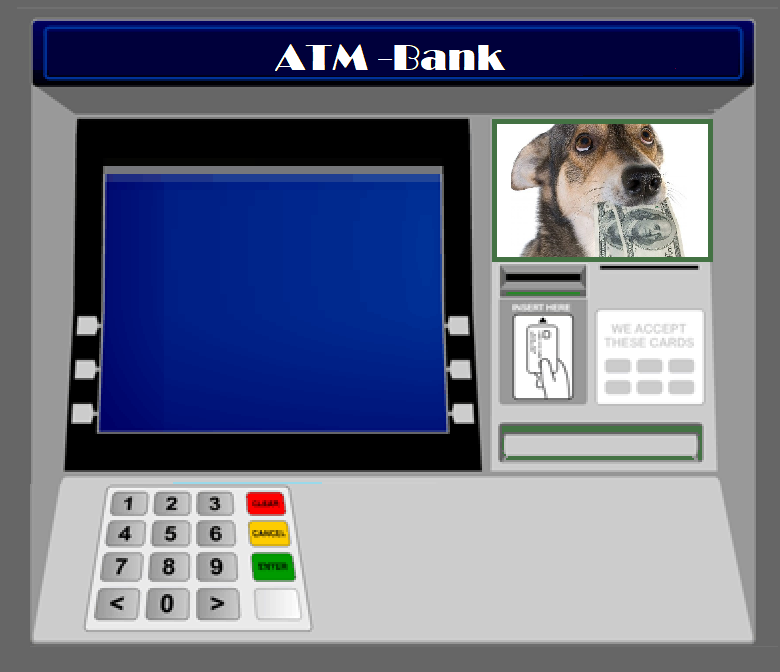 ATM -Bank
INSERT HERE
WE ACCEPT
THESE CARDS
1 2 3 CLEAR
4 5 6 CANCEL
7 8 9 ENTER
< 0 >